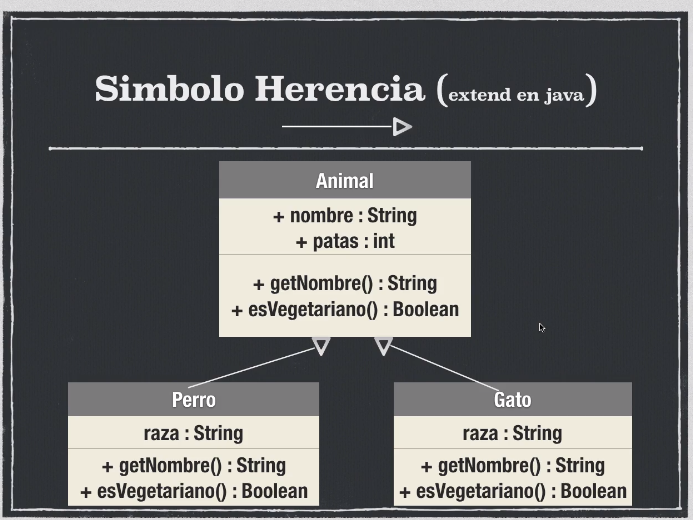 Simbolo Herencia (extend en java)
Animal
+ nombre : String
+ patas : int
+ getNombre() : String
+ esVegetariano() : Boolean
Perro
raza : String
+ getNombre() : String
+ esVegetariano() : Boolean
Gato
raza : String
+ getNombre() : String
+ esVegetariano() : Boolean